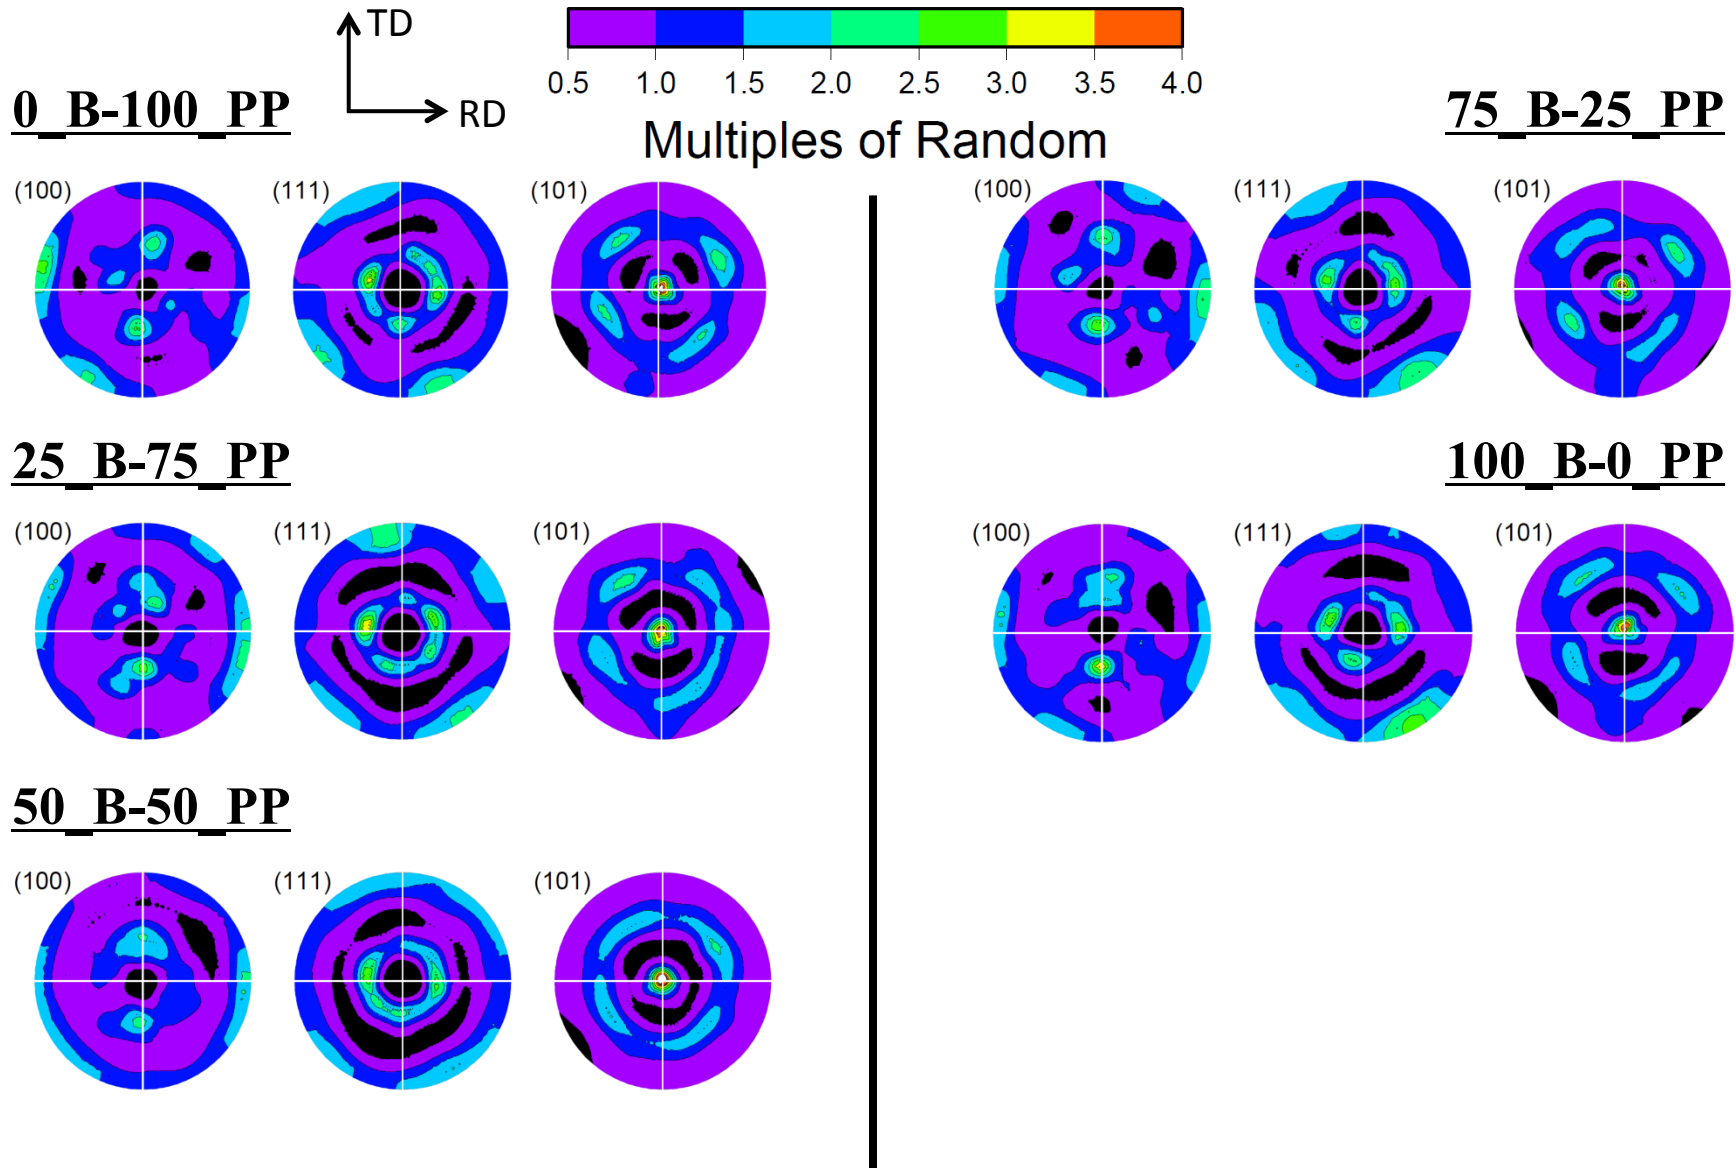 TD
RD
0.5 1.0 1.5 2.0 2.5 3.0 3.5 4.0
Multiples of Random
0_B-100_PP
(100) (111) (101)
25_B-75_PP
(100) (111) (101)
50_B-50_PP
(100) (111) (101)
75_B-25_PP
(100) (111) (101)
100_B-0_PP
(100) (111) (101)